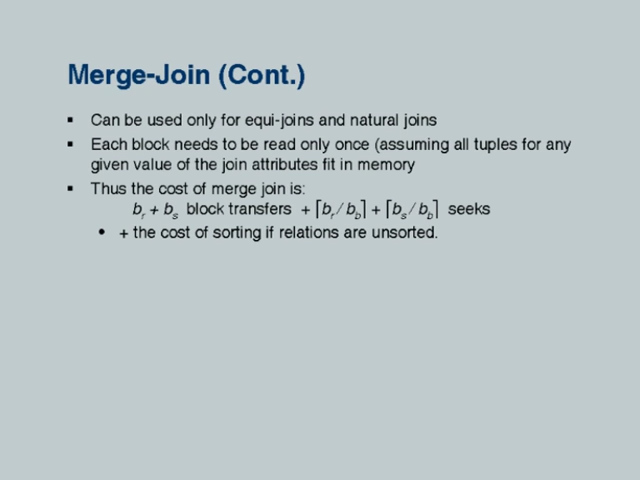 Merge-Join (Cont.)
▪ Can be used only for equi-joins and natural joins
▪ Each block needs to be read only once (assuming all tuples for any
given value of the join attributes fit in memory
▪ Thus the cost of merge join is:
b_r + b_s block transfers + ⌈b_r / b_b⌉ + ⌈b_s / b_b⌉ seeks
• + the cost of sorting if relations are unsorted.